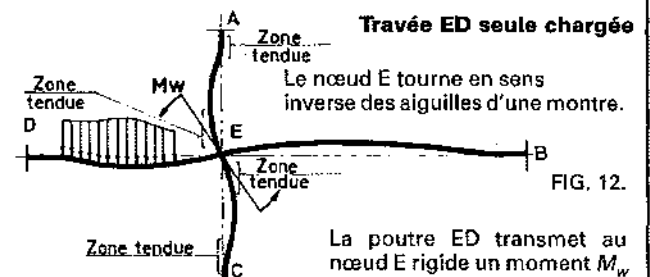 A
Travée ED seule chargée
Zone
tendue
Le nœud E tourne en sens
inverse des aiguilles d'une montre.
Zone
tendue
Mw
D
E
B
Zone
tendue
FIG. 12.
Zone tendue
C
La poutre ED transmet au
nœud E rigide un moment Mw